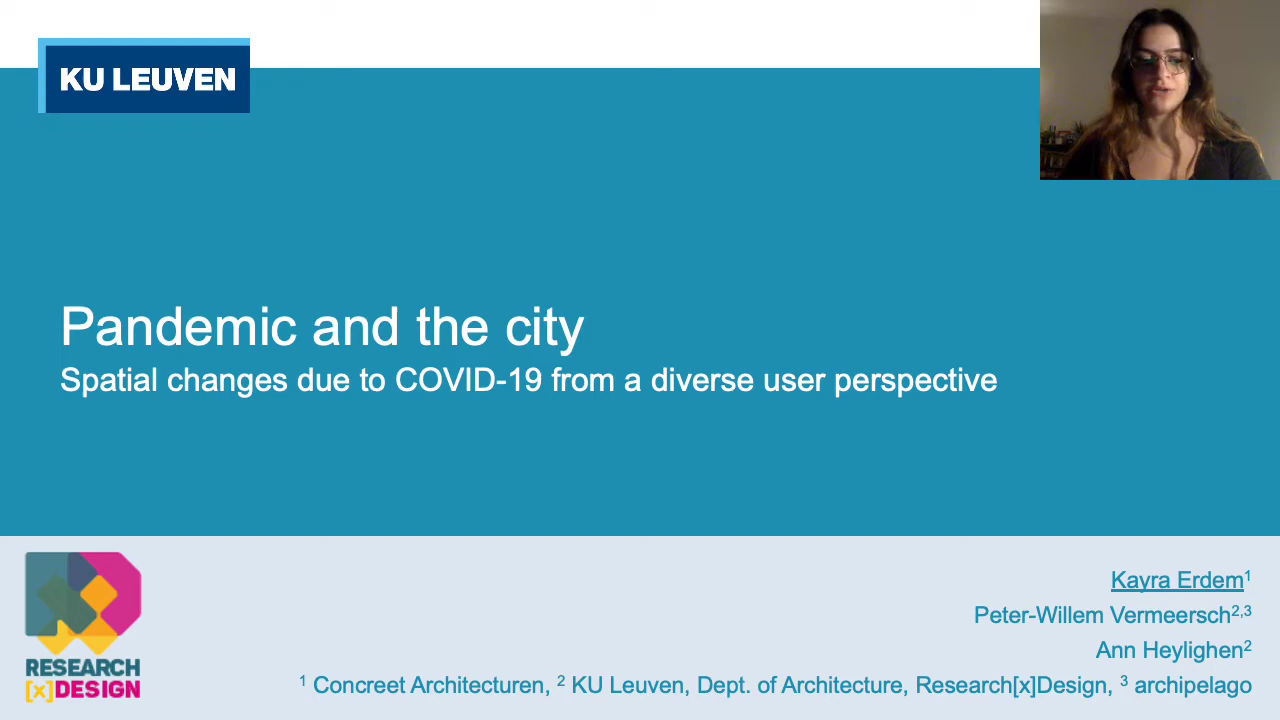 KU LEUVEN
Pandemic and the city
Spatial changes due to COVID-19 from a diverse user perspective
Kayra Erdem¹
Peter-Willem Vermeersch²,³
Ann Heylighen²
¹ Concreet Architecturen, ² KU Leuven, Dept. of Architecture, Research[x]Design, ³ archipelago
RESEARCH
[x]DESIGN